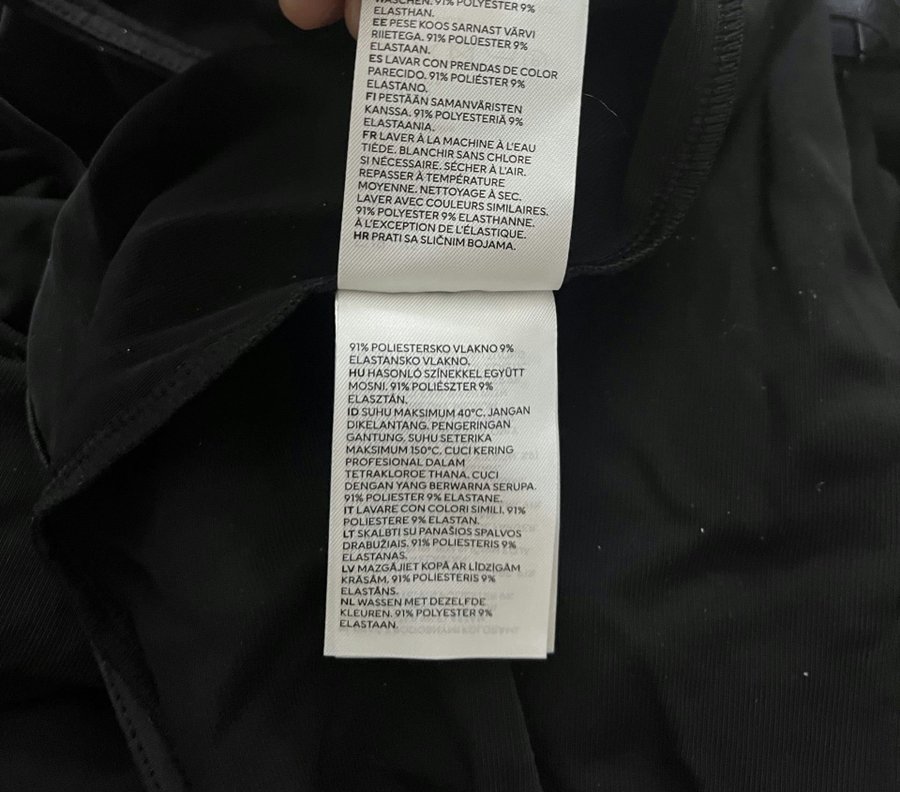 WASCHEN. 91% POLYESTER 9%
ELASTHAN.
EE PESE KOOS SARNAST VÄRVI
RIIETEGA. 91% POLÜESTER 9%
ELASTAAN.
ES LAVAR CON PRENDAS DE COLOR
PARECIDO. 91% POLIÉSTER 9%
ELASTANO.
FI PESTÄÄN SAMANVÄRISTEN
KANSSA. 91% POLYESTERIÄ 9%
ELASTAANIA.
FR LAVER À LA MACHINE À L'EAU
TIÈDE. BLANCHIR SANS CHLORE
SI NÉCESSAIRE. SÉCHER À L'AIR.
REPASSER À TEMPÉRATURE
MOYENNE. NETTOYAGE À SEC.
LAVER AVEC COULEURS SIMILAIRES.
91% POLYESTER 9% ELASTHANNE.
À L'EXCEPTION DE L'ÉLASTIQUE.
HR PRATI SA SLIČNIM BOJAMA.
91% POLIESTERSKO VLAKNO 9%
ELASTANSKO VLAKNO.
HU HASONLÓ SZÍNEKKEL EGYÜTT
MOSNI. 91% POLIÉSZTER 9%
ELASZTÁN.
ID SUHU MAKSIMUM 40°C. JANGAN
DIKELANTANG. PENGERINGAN
GANTUNG. SUHU SETERIKA
MAKSIMUM 150°C. CUCI KERING
PROFESIONAL DALAM
TETRAKLOROE THANA. CUCI
DENGAN YANG BERWARNA SERUPA.
91% POLIESTER 9% ELASTANE.
IT LAVARE CON COLORI SIMILI. 91%
POLIESTERE 9% ELASTAN.
LT SKALBTI SU PANAŠIOS SPALVOS
DRABUŽIAIS. 91% POLIESTERIS 9%
ELASTANAS.
LV MAZGĀJIET KOPĀ AR LĪDZĪGĀM
KRĀSĀM. 91% POLIESTERIS 9%
ELASTĀNS.
NL WASSEN MET DEZELFDE
KLEUREN. 91% POLYESTER 9%
ELASTAAN.